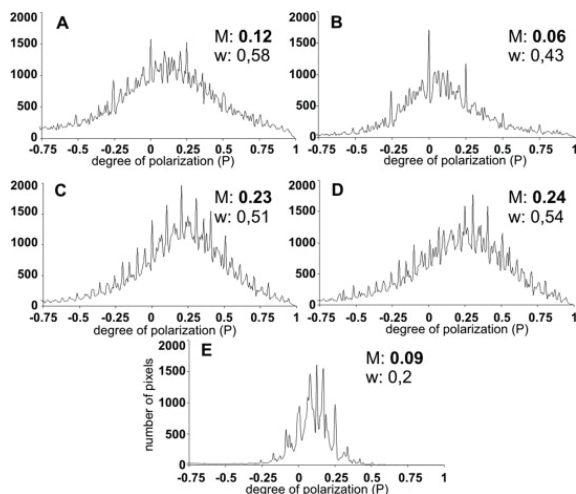 A
M: 0.12
w: 0,58
2000
1500
1000
500
0
-0.75 -0.5 -0.25 0 0.25 0.5 0.75 1
degree of polarization (P)
B
M: 0.06
w: 0,43
2000
1500
1000
500
0
-0.75 -0.5 -0.25 0 0.25 0.5 0.75 1
degree of polarization (P)
C
M: 0.23
w: 0,51
2000
1500
1000
500
0
-0.75 -0.5 -0.25 0 0.25 0.5 0.75 1
degree of polarization (P)
D
M: 0.24
w: 0,54
2000
1500
1000
500
0
-0.75 -0.5 -0.25 0 0.25 0.5 0.75 1
degree of polarization (P)
E
M: 0.09
w: 0,2
number of pixels
2000
1500
1000
500
0
-0.75 -0.5 -0.25 0 0.25 0.5 0.75 1
degree of polarization (P)